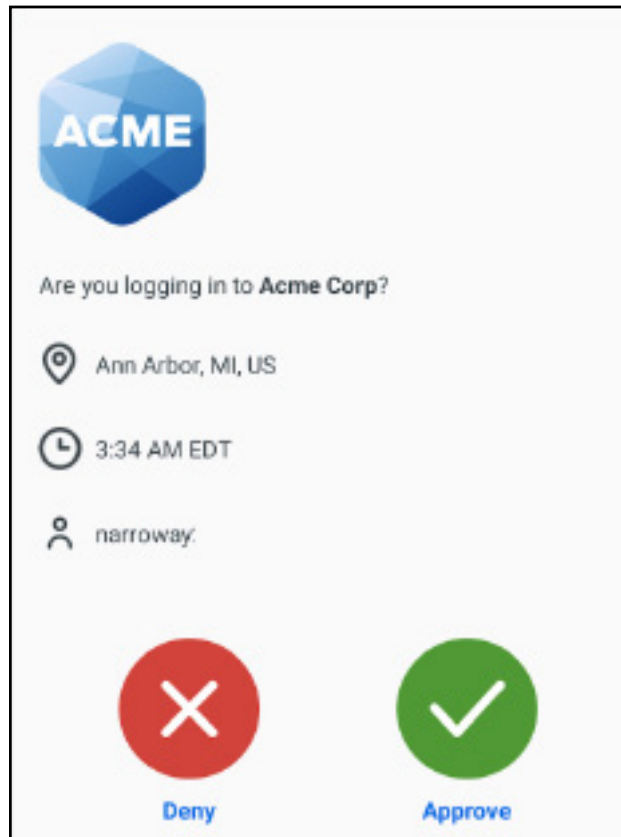 ACME
Are you logging in to Acme Corp?
Ann Arbor, MI, US
3:34 AM EDT
narroway
Deny
Approve